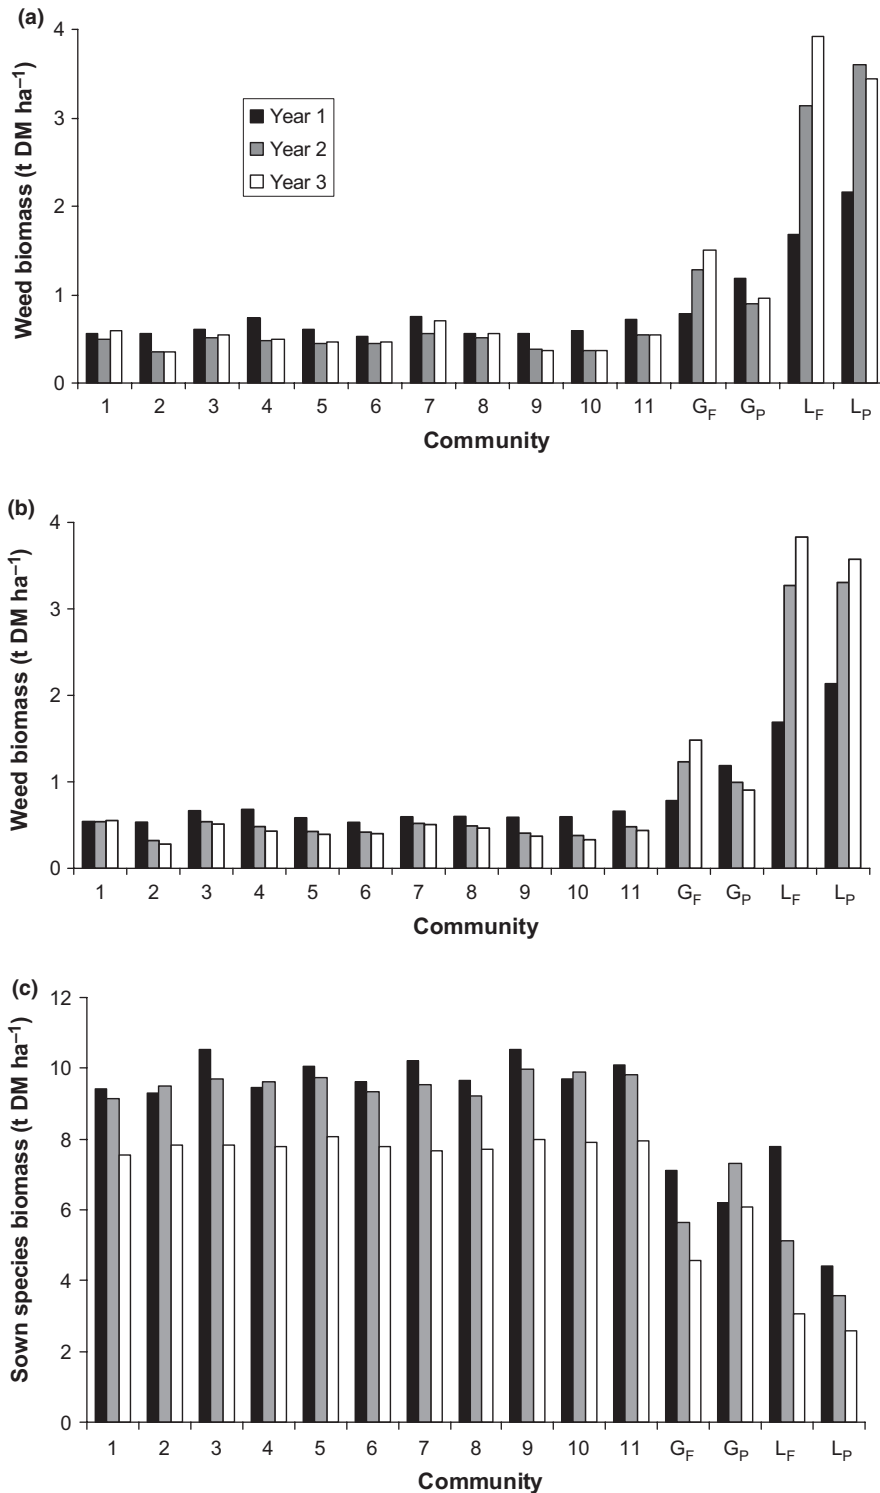 (a)
4
3
2
1
0
Weed biomass (t DM ha⁻¹)
Year 1
Year 2
Year 3
1 2 3 4 5 6 7 8 9 10 11 G_F G_P L_F L_P
Community
(b)
4
3
2
1
0
Weed biomass (t DM ha⁻¹)
1 2 3 4 5 6 7 8 9 10 11 G_F G_P L_F L_P
Community
(c)
12
10
8
6
4
2
0
Sown species biomass (t DM ha⁻¹)
1 2 3 4 5 6 7 8 9 10 11 G_F G_P L_F L_P
Community